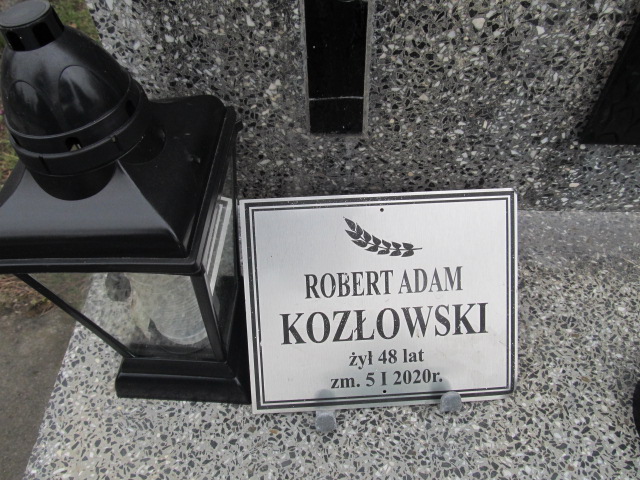 ROBERT ADAM
KOZŁOWSKI
żył 48 lat
zm. 5 I 2020r.